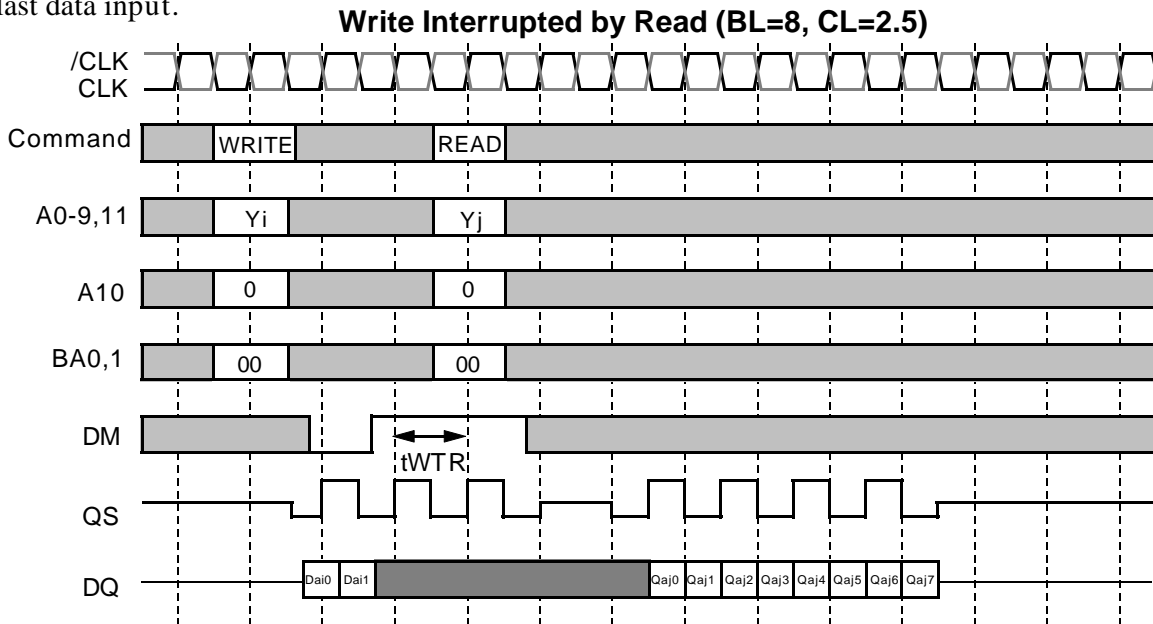 last data input.
Write Interrupted by Read (BL=8, CL=2.5)
/CLK
CLK
Command WRITE READ
A0-9,11 Yi Yj
A10 0 0
BA0,1 00 00
DM
tWTR
QS
DQ Dai0 Dai1 Qaj0 Qaj1 Qaj2 Qaj3 Qaj4 Qaj5 Qaj6 Qaj7